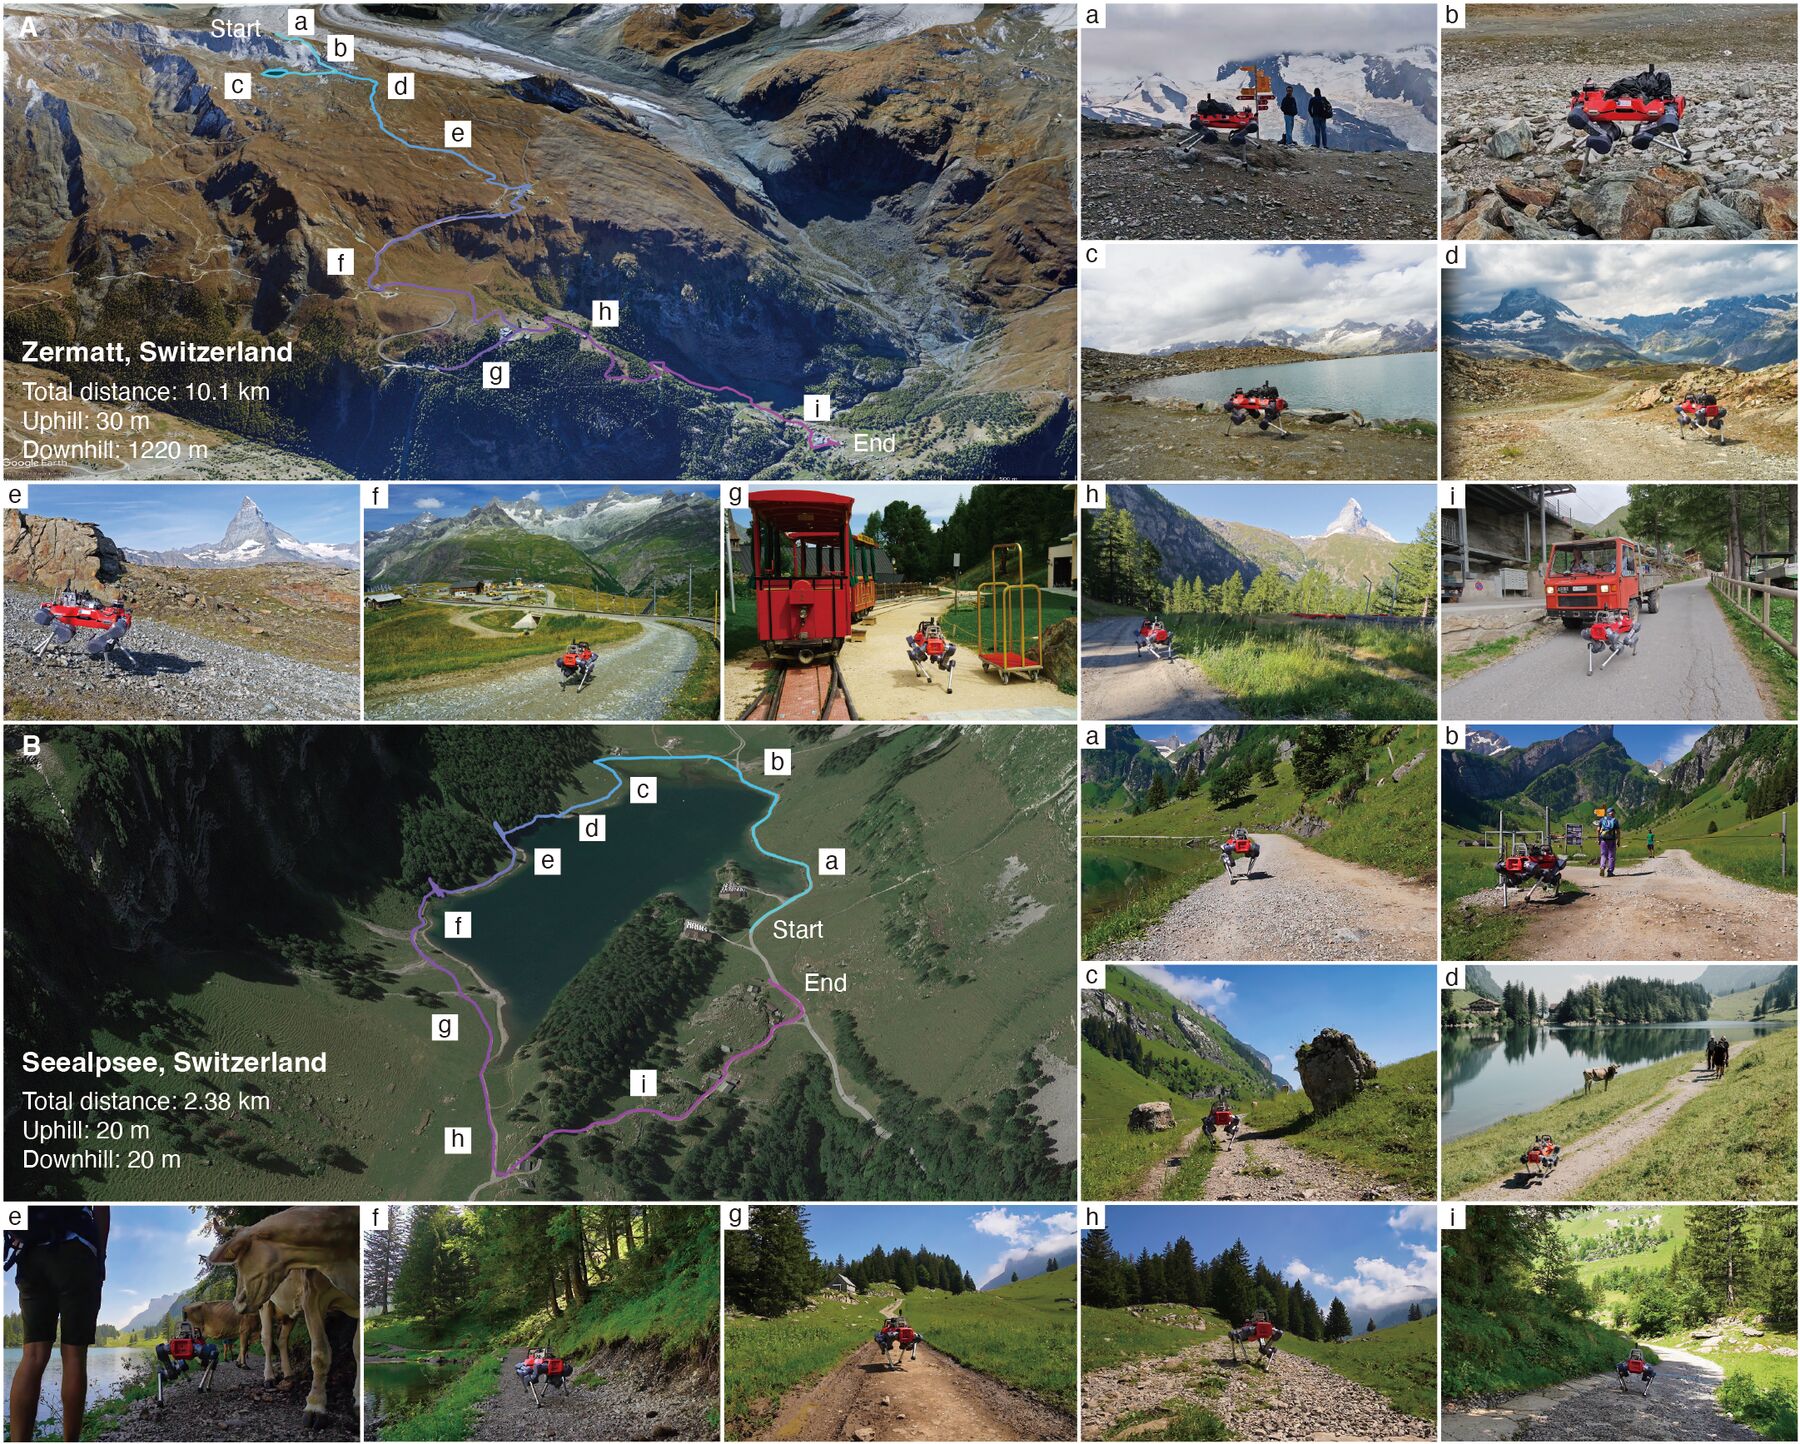 A
Start
a
b
c
d
e
f
g
h
i
End
Zermatt, Switzerland
Total distance: 10.1 km
Uphill: 30 m
Downhill: 1220 m
Google Earth
a
b
c
d
e
f
g
h
i
B
b
c
d
a
e
f
Start
End
g
i
h
Seealpsee, Switzerland
Total distance: 2.38 km
Uphill: 20 m
Downhill: 20 m
a
b
c
d
e
f
g
h
i